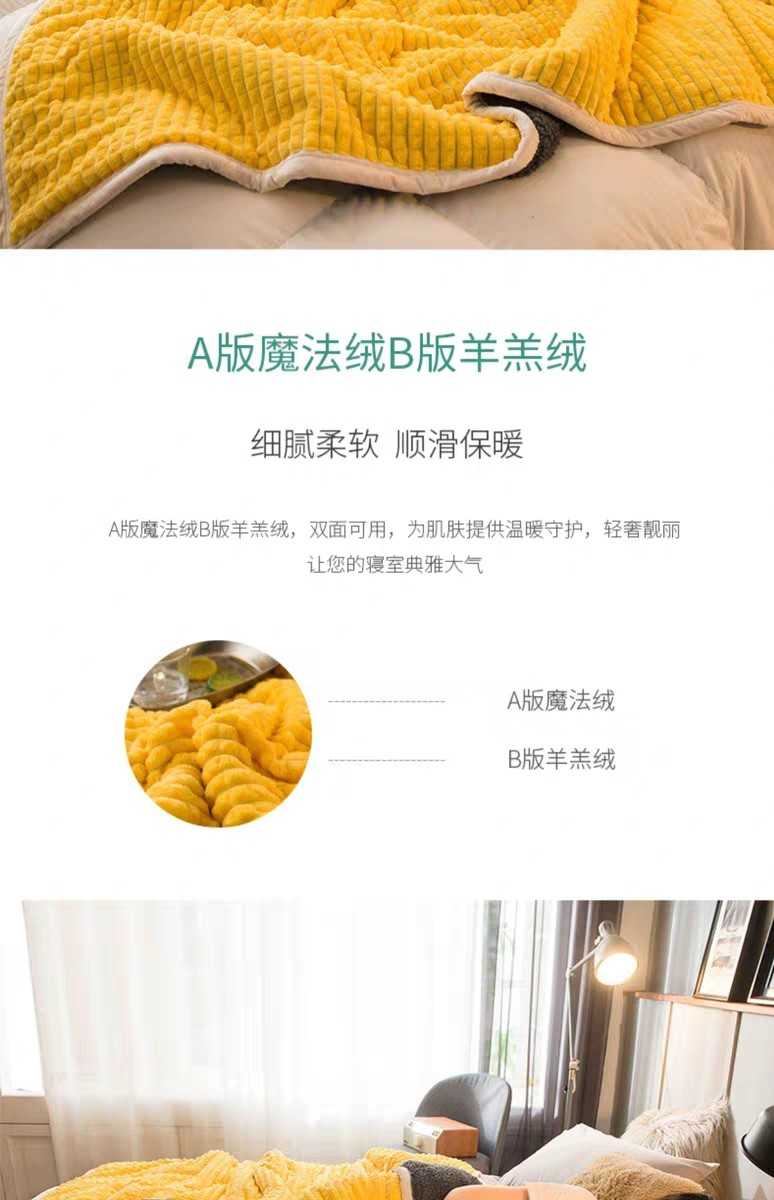 A版魔法绒B版羊羔绒
细腻柔软 顺滑保暖
A版魔法绒B版羊羔绒，双面可用，为肌肤提供温暖守护，轻奢靓丽
让您的寝室典雅大气
A版魔法绒
B版羊羔绒